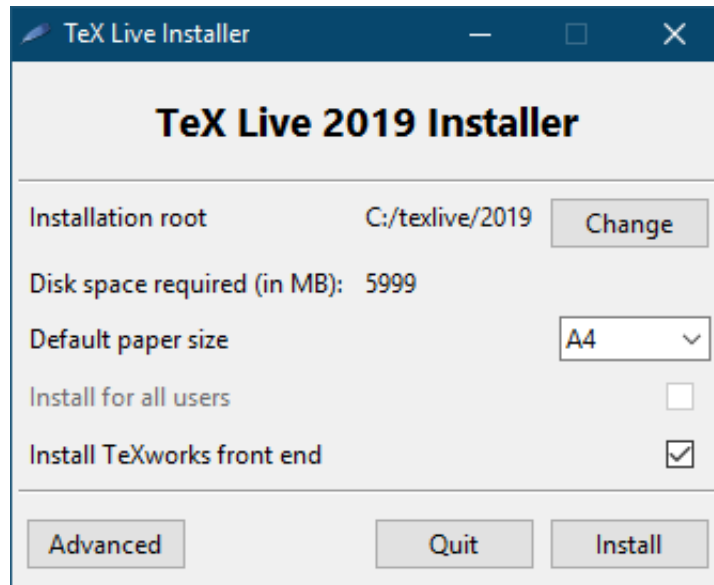 TeX Live Installer
TeX Live 2019 Installer
Installation root C:/texlive/2019 Change
Disk space required (in MB): 5999
Default paper size A4
Install for all users
Install TeXworks front end
Advanced Quit Install